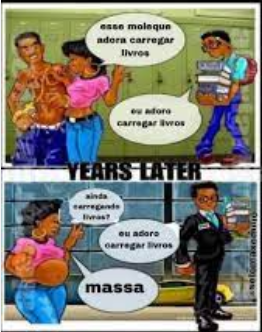 esse moleque
adora carregar
livros
eu adoro
carregar livros
YEARS LATER
ainda
carregando
livros?
eu adoro
carregar livros
massa